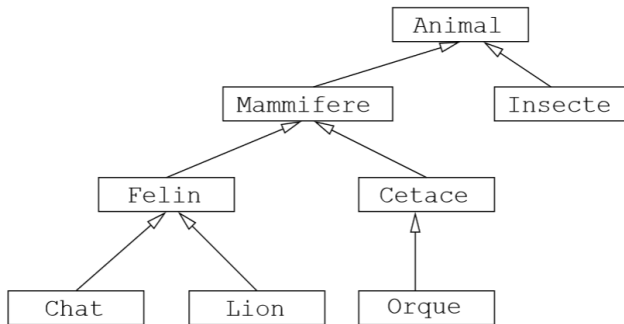 Animal
Mammifere
Insecte
Felin
Cetace
Chat
Lion
Orque